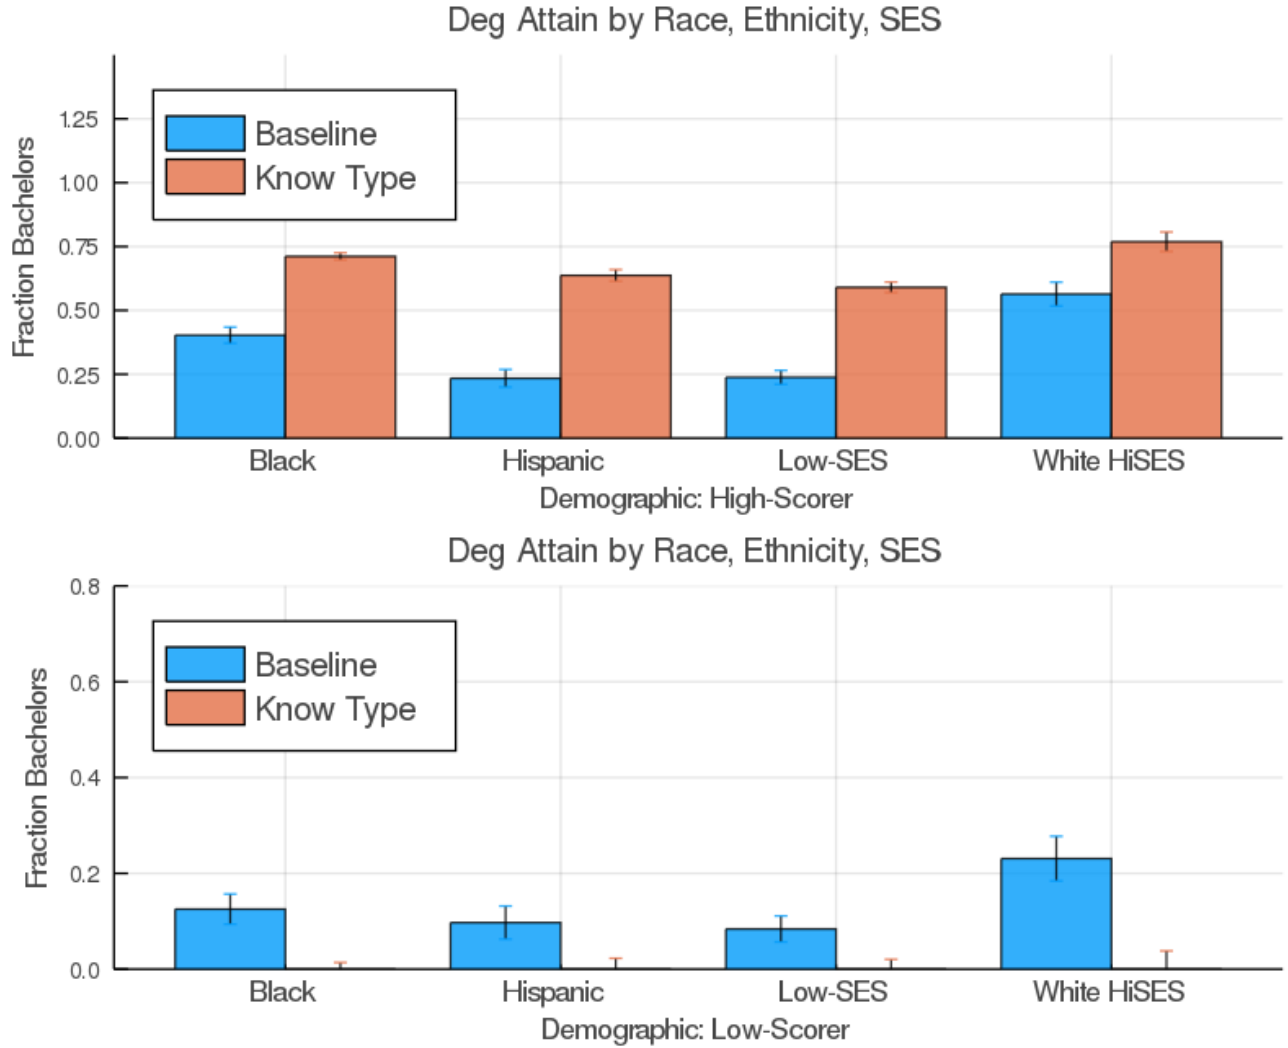 Deg Attain by Race, Ethnicity, SES
Fraction Bachelors
1.25
1.00
0.75
0.50
0.25
0.00
Baseline
Know Type
Black Hispanic Low-SES White HiSES
Demographic: High-Scorer
Deg Attain by Race, Ethnicity, SES
Fraction Bachelors
0.8
0.6
0.4
0.2
0.0
Baseline
Know Type
Black Hispanic Low-SES White HiSES
Demographic: Low-Scorer